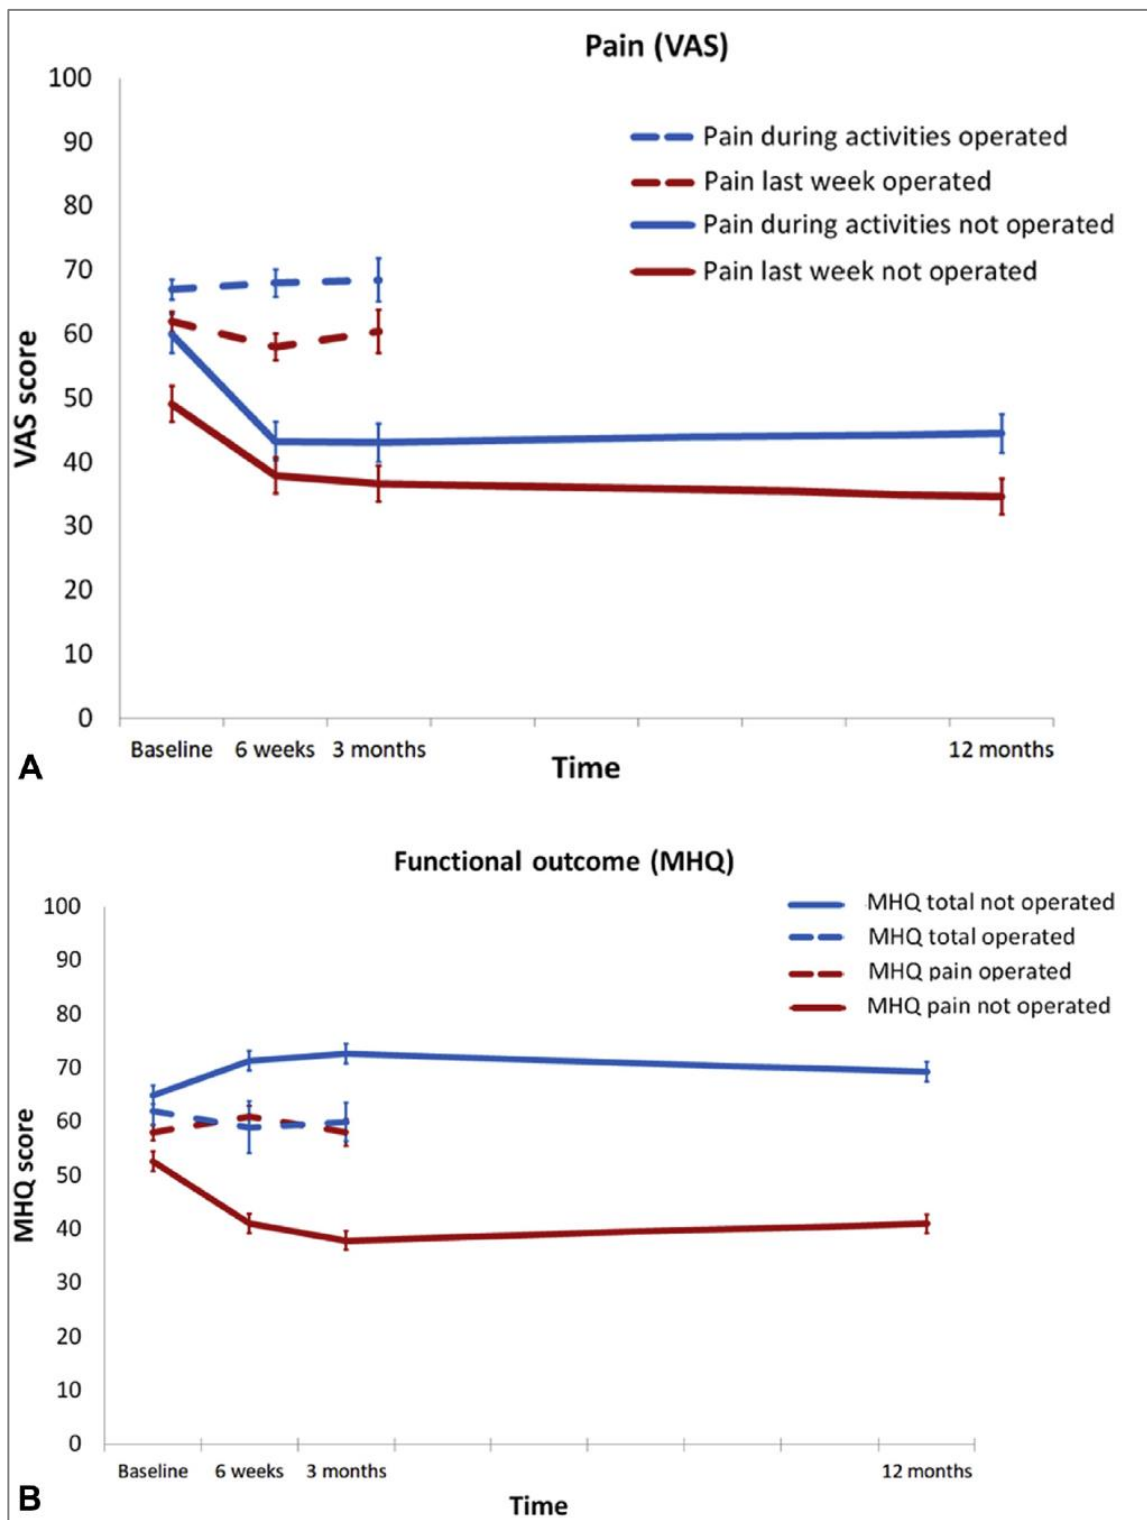 Pain (VAS)
100
90
80
70
60
50
40
30
20
10
0
VAS score
Pain during activities operated
Pain last week operated
Pain during activities not operated
Pain last week not operated
Baseline 6 weeks 3 months 12 months
Time
A
Functional outcome (MHQ)
100
90
80
70
60
50
40
30
20
10
0
MHQ score
MHQ total not operated
MHQ total operated
MHQ pain operated
MHQ pain not operated
Baseline 6 weeks 3 months 12 months
Time
B